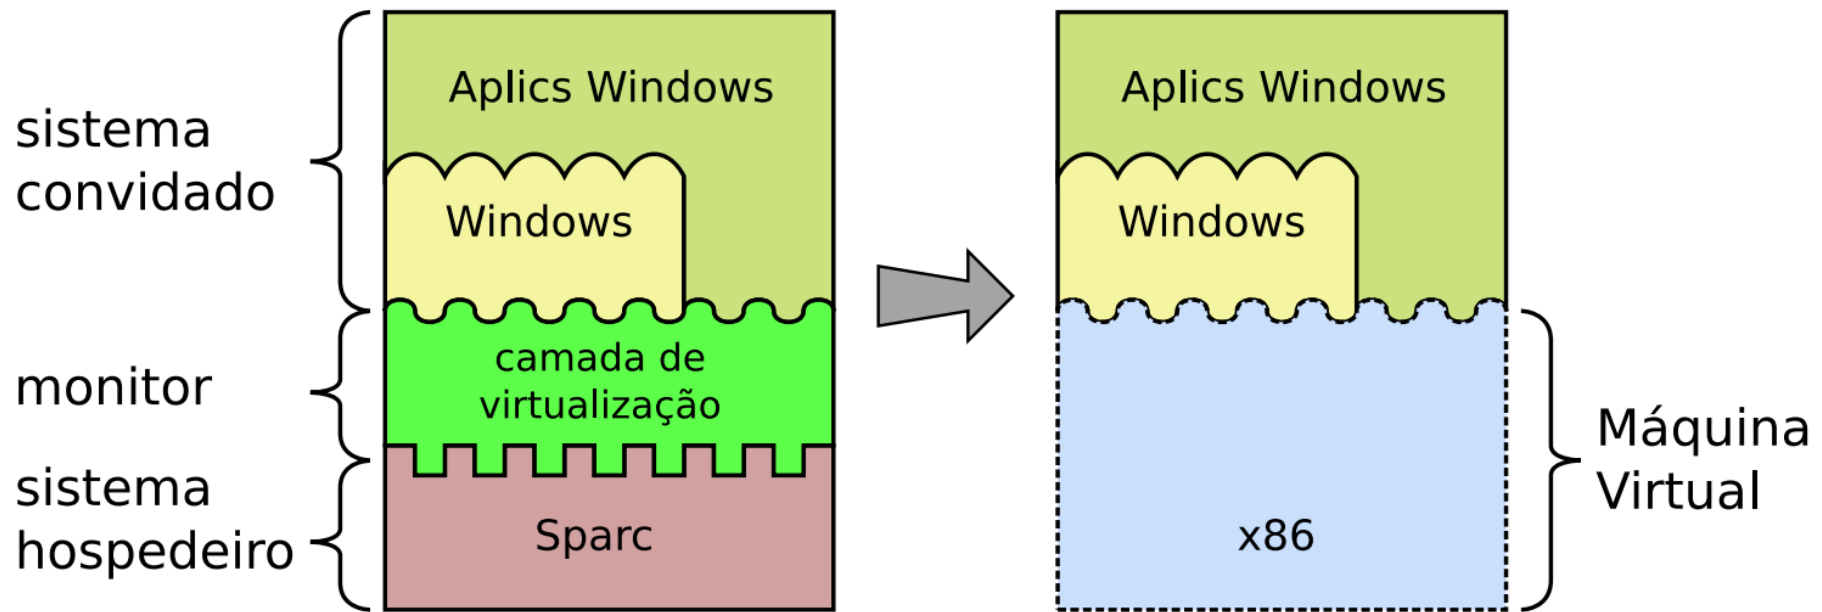 sistema
convidado
monitor
sistema
hospedeiro
Aplics Windows
Windows
camada de
virtualização
Sparc
Aplics Windows
Windows
x86
Máquina
Virtual